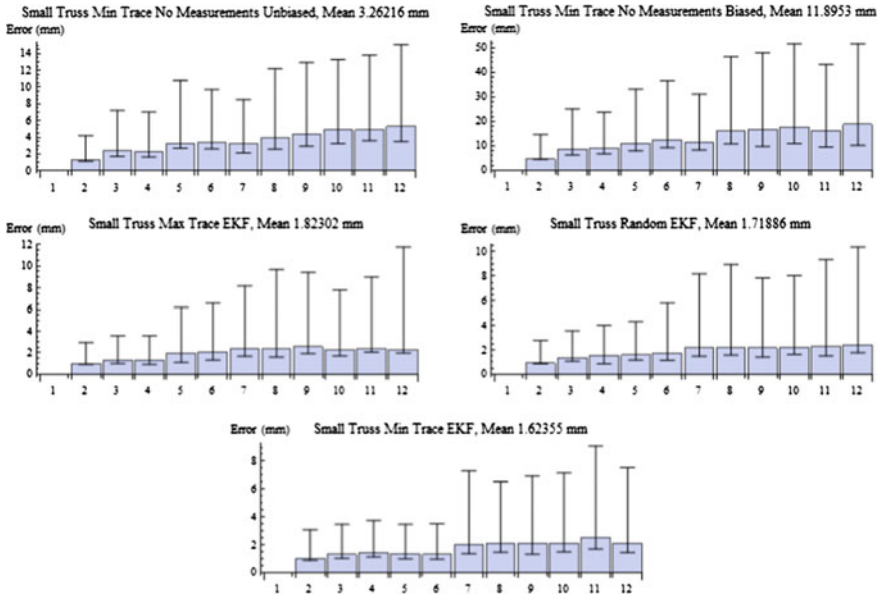 Small Truss Min Trace No Measurements Unbiased, Mean 3.26216 mm
Error (mm)
14
12
10
8
6
4
2
0
1 2 3 4 5 6 7 8 9 10 11 12
Small Truss Min Trace No Measurements Biased, Mean 11.8953 mm
Error (mm)
50
40
30
20
10
0
1 2 3 4 5 6 7 8 9 10 11 12
Small Truss Max Trace EKF, Mean 1.82302 mm
Error (mm)
12
10
8
6
4
2
0
1 2 3 4 5 6 7 8 9 10 11 12
Small Truss Random EKF, Mean 1.71886 mm
Error (mm)
10
8
6
4
2
0
1 2 3 4 5 6 7 8 9 10 11 12
Error (mm) Small Truss Min Trace EKF, Mean 1.62355 mm
8
6
4
2
0
1 2 3 4 5 6 7 8 9 10 11 12